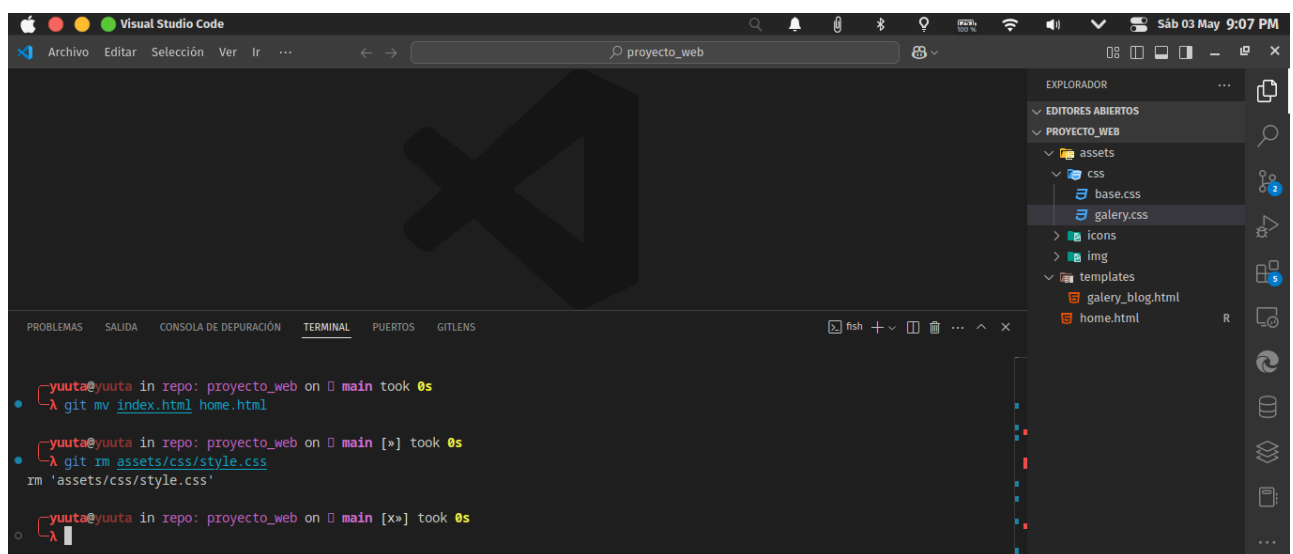 Visual Studio Code
100 %
Sáb 03 May 9:07 PM
Archivo Editar Selección Ver Ir ...
proyecto_web
EXPLORADOR
EDITORES ABIERTOS
PROYECTO_WEB
assets
css
base.css
galery.css
icons
img
templates
galery_blog.html
home.html R
2
5
PROBLEMAS SALIDA CONSOLA DE DEPURACIÓN TERMINAL PUERTOS GITLENS
fish
yuuta@yuuta in repo: proyecto_web on main took 0s
λ git mv index.html home.html
yuuta@yuuta in repo: proyecto_web on main [»] took 0s
λ git rm assets/css/style.css
rm 'assets/css/style.css'
yuuta@yuuta in repo: proyecto_web on main [x»] took 0s
λ